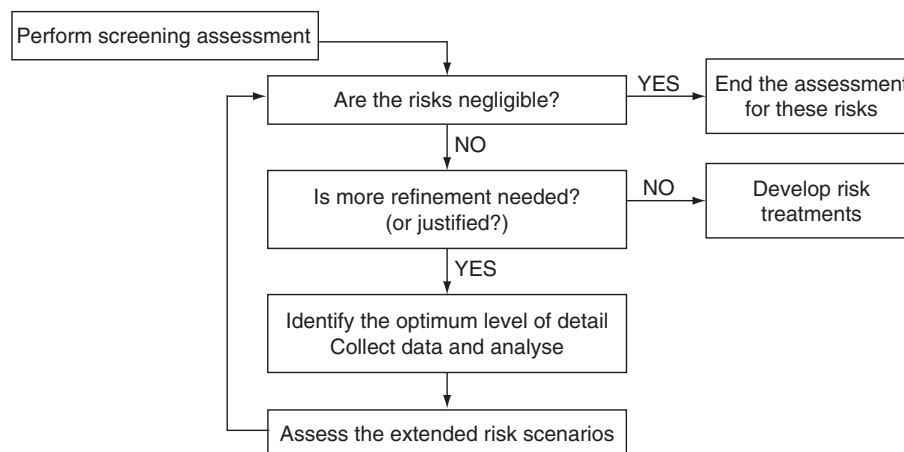 Perform screening assessment
Are the risks negligible?
YES
End the assessment
for these risks
NO
Is more refinement needed?
(or justified?)
NO
Develop risk
treatments
YES
Identify the optimum level of detail
Collect data and analyse
Assess the extended risk scenarios